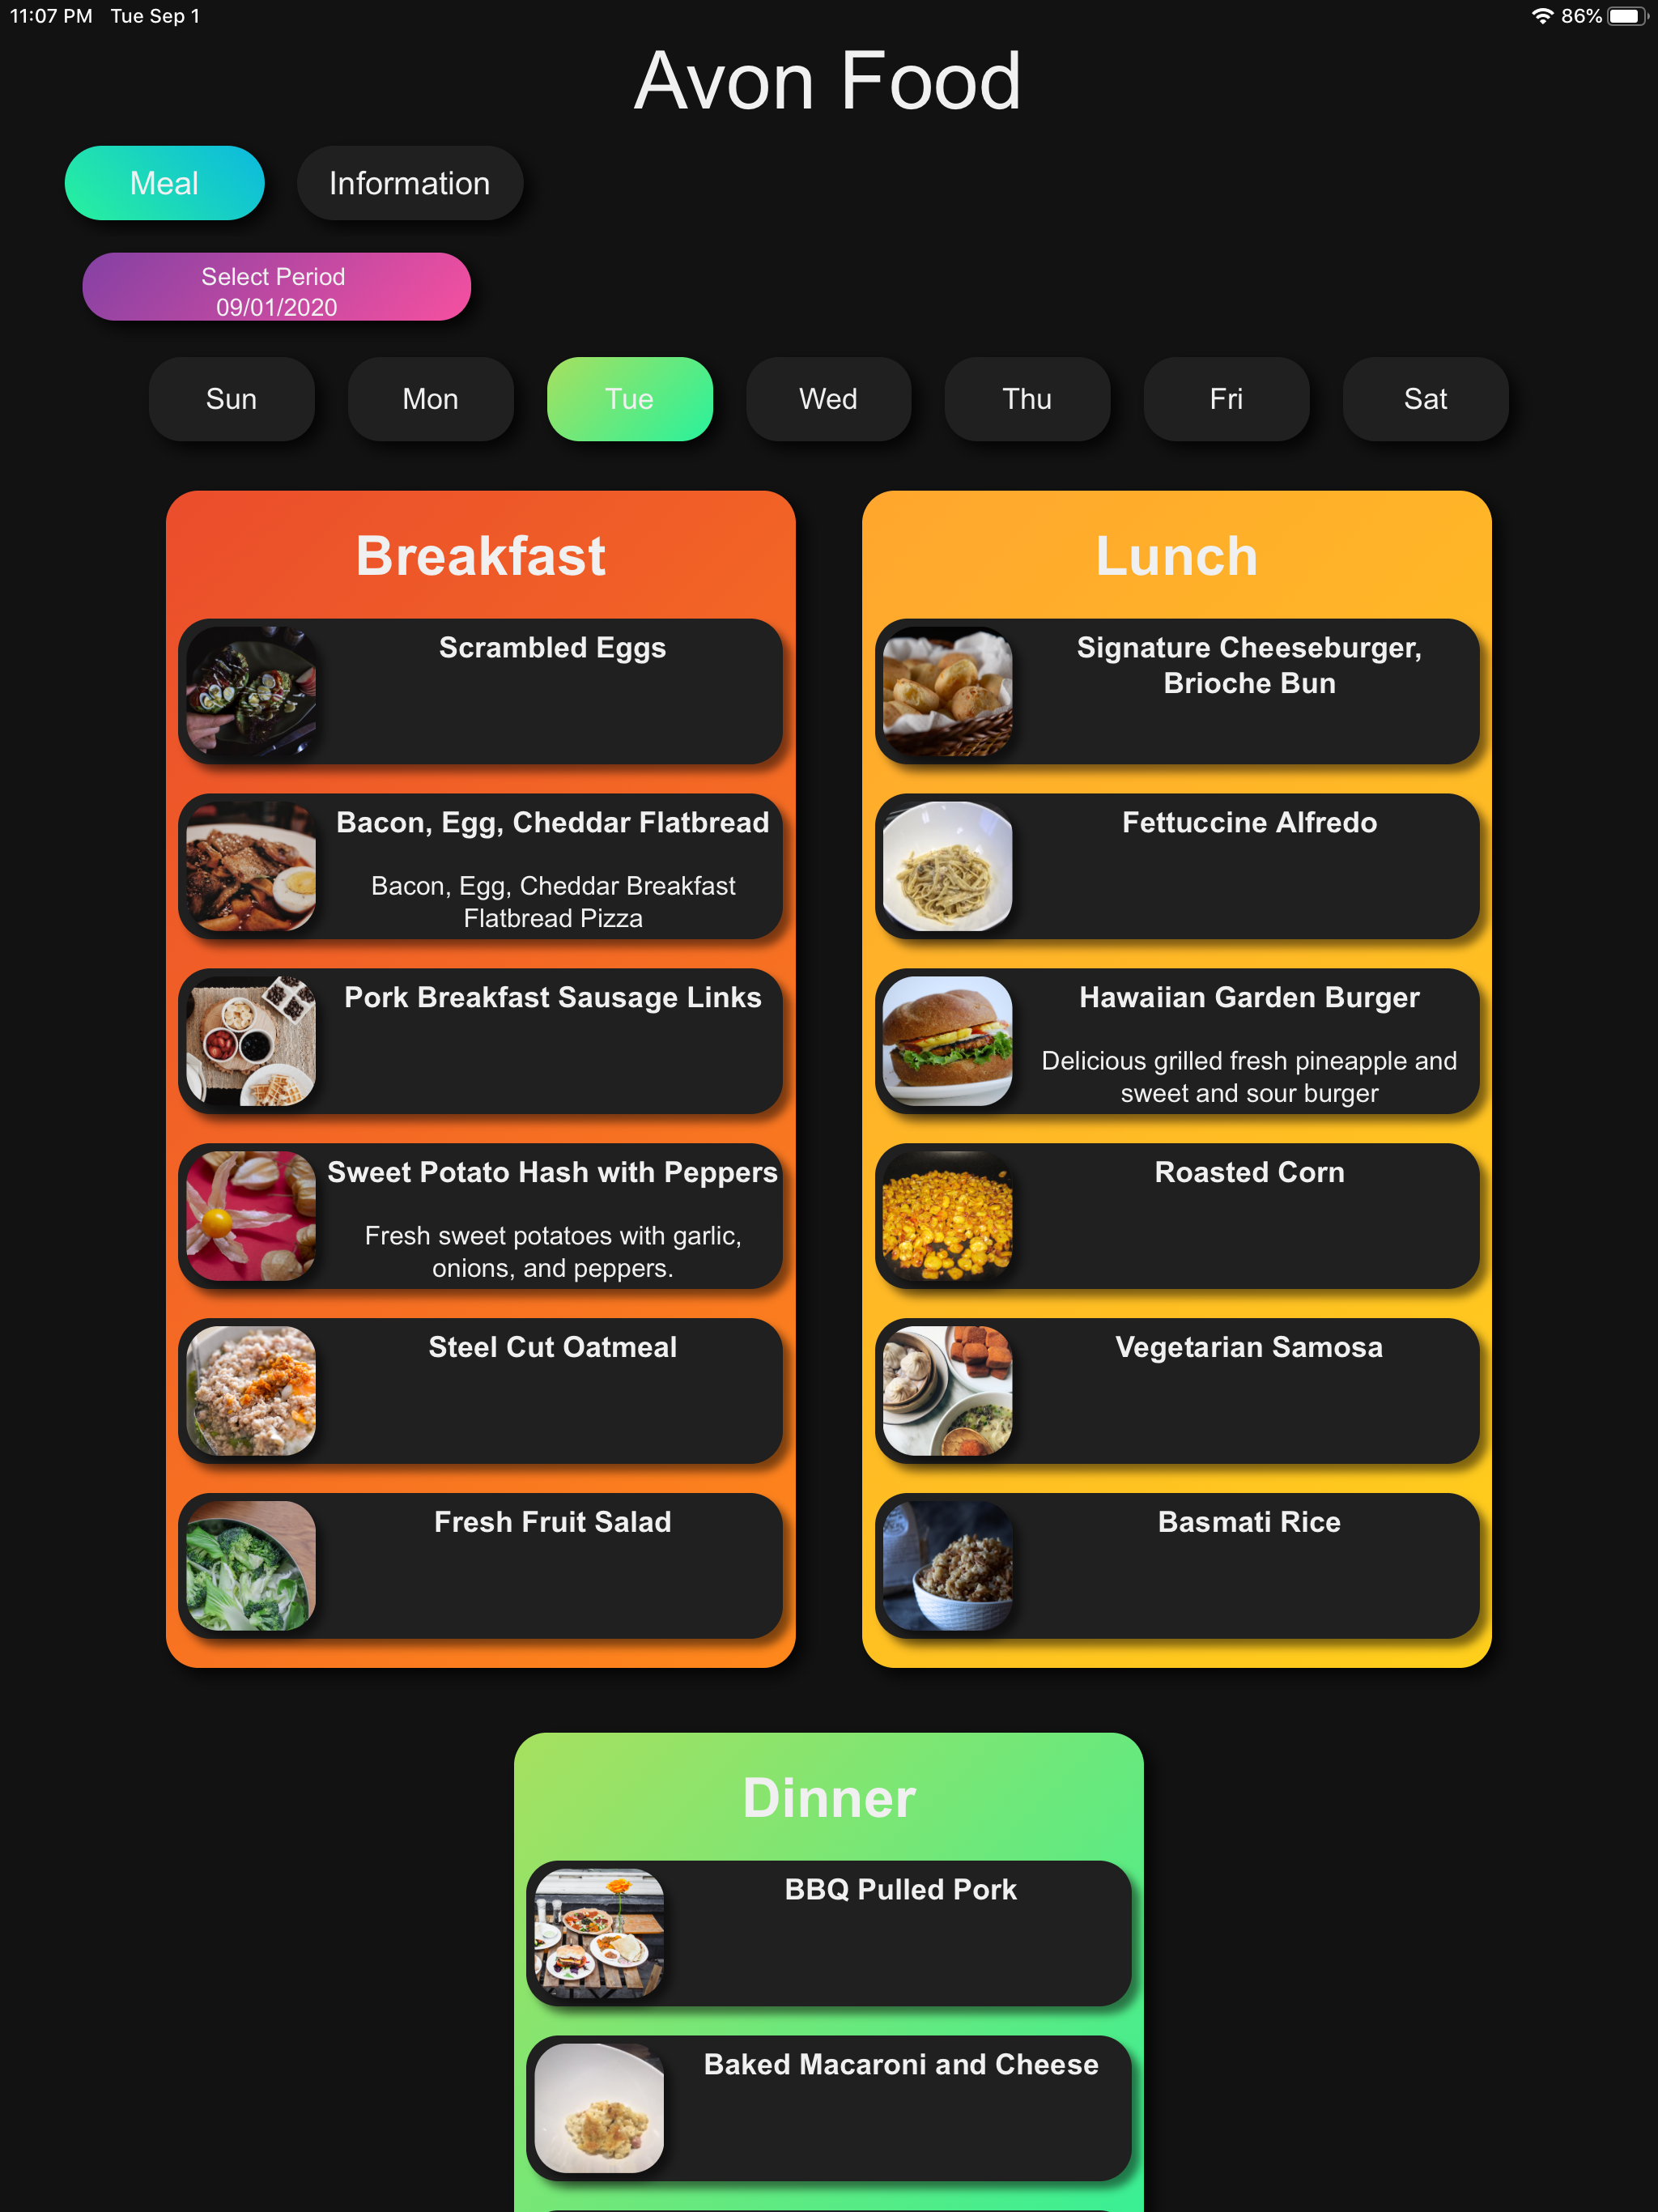 11:07 PM Tue Sep 1
86%
Avon Food
Meal
Information
Select Period
09/01/2020
Sun
Mon
Tue
Wed
Thu
Fri
Sat
Breakfast
Scrambled Eggs
Bacon, Egg, Cheddar Flatbread
Bacon, Egg, Cheddar Breakfast
Flatbread Pizza
Pork Breakfast Sausage Links
Sweet Potato Hash with Peppers
Fresh sweet potatoes with garlic,
onions, and peppers.
Steel Cut Oatmeal
Fresh Fruit Salad
Lunch
Signature Cheeseburger,
Brioche Bun
Fettuccine Alfredo
Hawaiian Garden Burger
Delicious grilled fresh pineapple and
sweet and sour burger
Roasted Corn
Vegetarian Samosa
Basmati Rice
Dinner
BBQ Pulled Pork
Baked Macaroni and Cheese